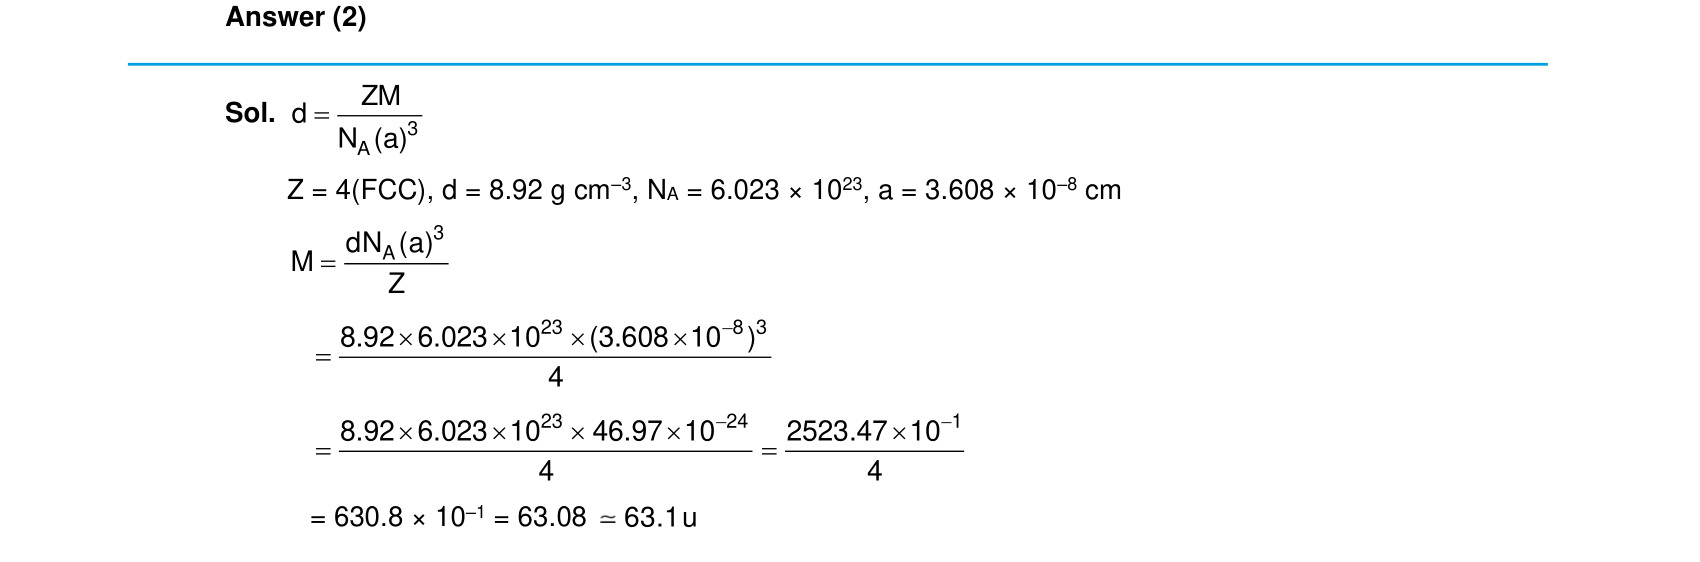 Answer (2)
Sol. d = ZM / N_A (a)^3
Z = 4(FCC), d = 8.92 g cm^–3, N_A = 6.023 × 10^23, a = 3.608 × 10^–8 cm
M = dN_A (a)^3 / Z
= 8.92×6.023×10^23 ×(3.608×10^–8)^3 / 4
= 8.92×6.023×10^23 × 46.97×10^–24 / 4 = 2523.47×10^–1 / 4
= 630.8 × 10^–1 = 63.08 ≃ 63.1u